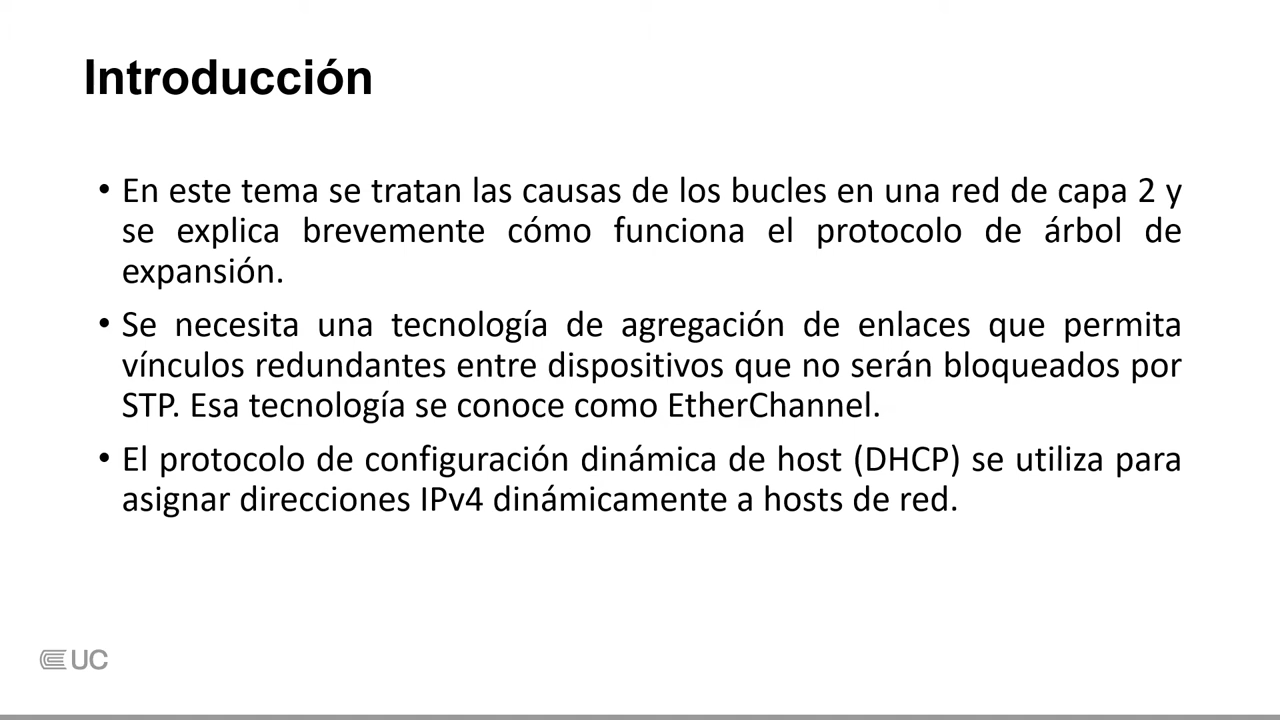 Introducción
• En este tema se tratan las causas de los bucles en una red de capa 2 y
se explica brevemente cómo funciona el protocolo de árbol de
expansión.
• Se necesita una tecnología de agregación de enlaces que permita
vínculos redundantes entre dispositivos que no serán bloqueados por
STP. Esa tecnología se conoce como EtherChannel.
• El protocolo de configuración dinámica de host (DHCP) se utiliza para
asignar direcciones IPv4 dinámicamente a hosts de red.
UC